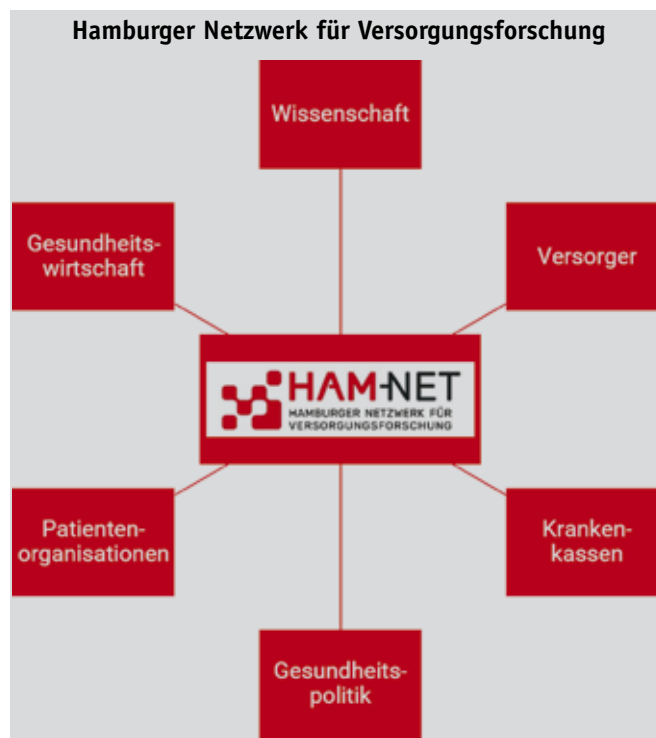 Hamburger Netzwerk für Versorgungsforschung
Wissenschaft
Gesundheits-
wirtschaft
Versorger
HAM-NET
HAMBURGER NETZWERK FÜR
VERSORGUNGSFORSCHUNG
Patienten-
organisationen
Kranken-
kassen
Gesundheits-
politik